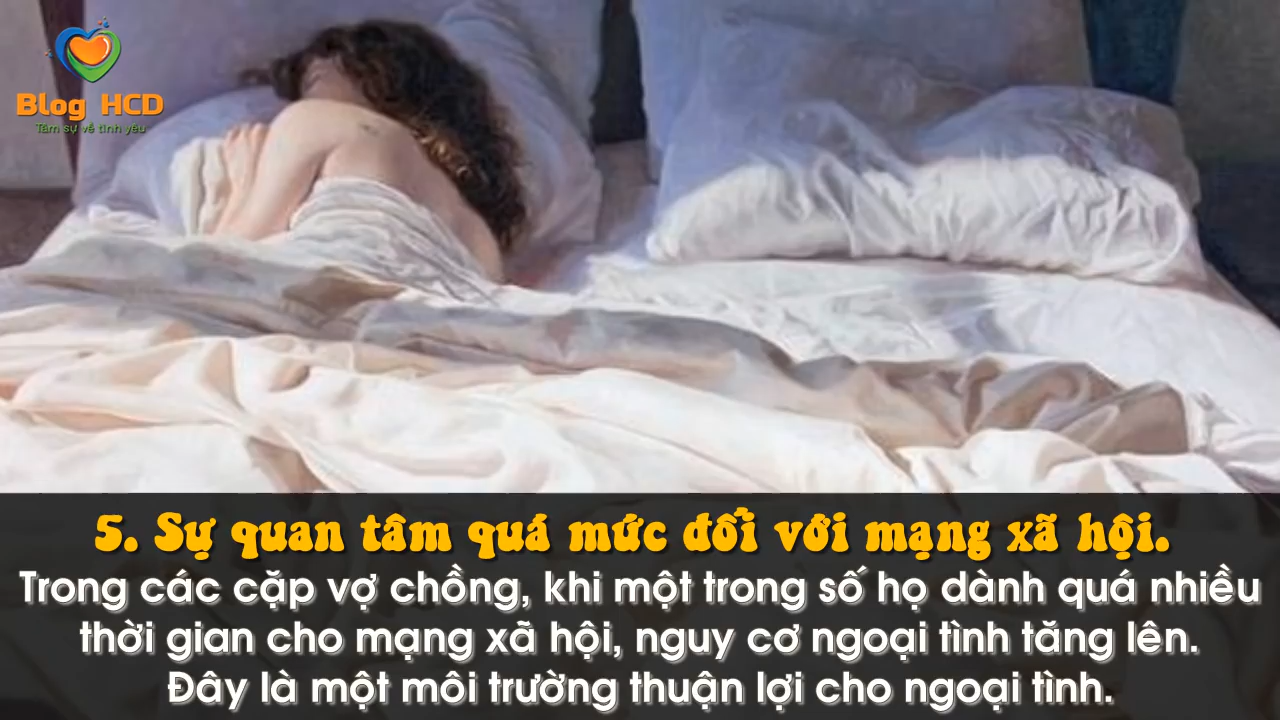 Blog HCD
Tâm sự về tình yêu
5. Sự quan tâm quá mức đối với mạng xã hội.
Trong các cặp vợ chồng, khi một trong số họ dành quá nhiều
thời gian cho mạng xã hội, nguy cơ ngoại tình tăng lên.
Đây là một môi trường thuận lợi cho ngoại tình.